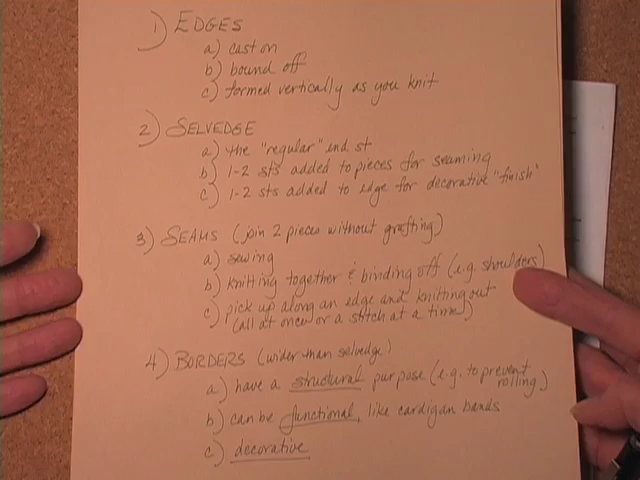 1) EDGES
a) cast on
b) bound off
c) formed vertically as you knit
2) SELVEDGE
a) the "regular" end st
b) 1-2 sts added to pieces for seaming
c) 1-2 sts added to edge for decorative "finish"
3) SEAMS (join 2 pieces without grafting)
a) sewing
b) knitting together & binding off (e.g. shoulders)
c) pick up along an edge and knitting out
(all at once or a stitch at a time)
4) BORDERS (wider than selvedge)
a) have a structural purpose (e.g. to prevent
rolling)
b) can be functional, like cardigan bands
c) decorative